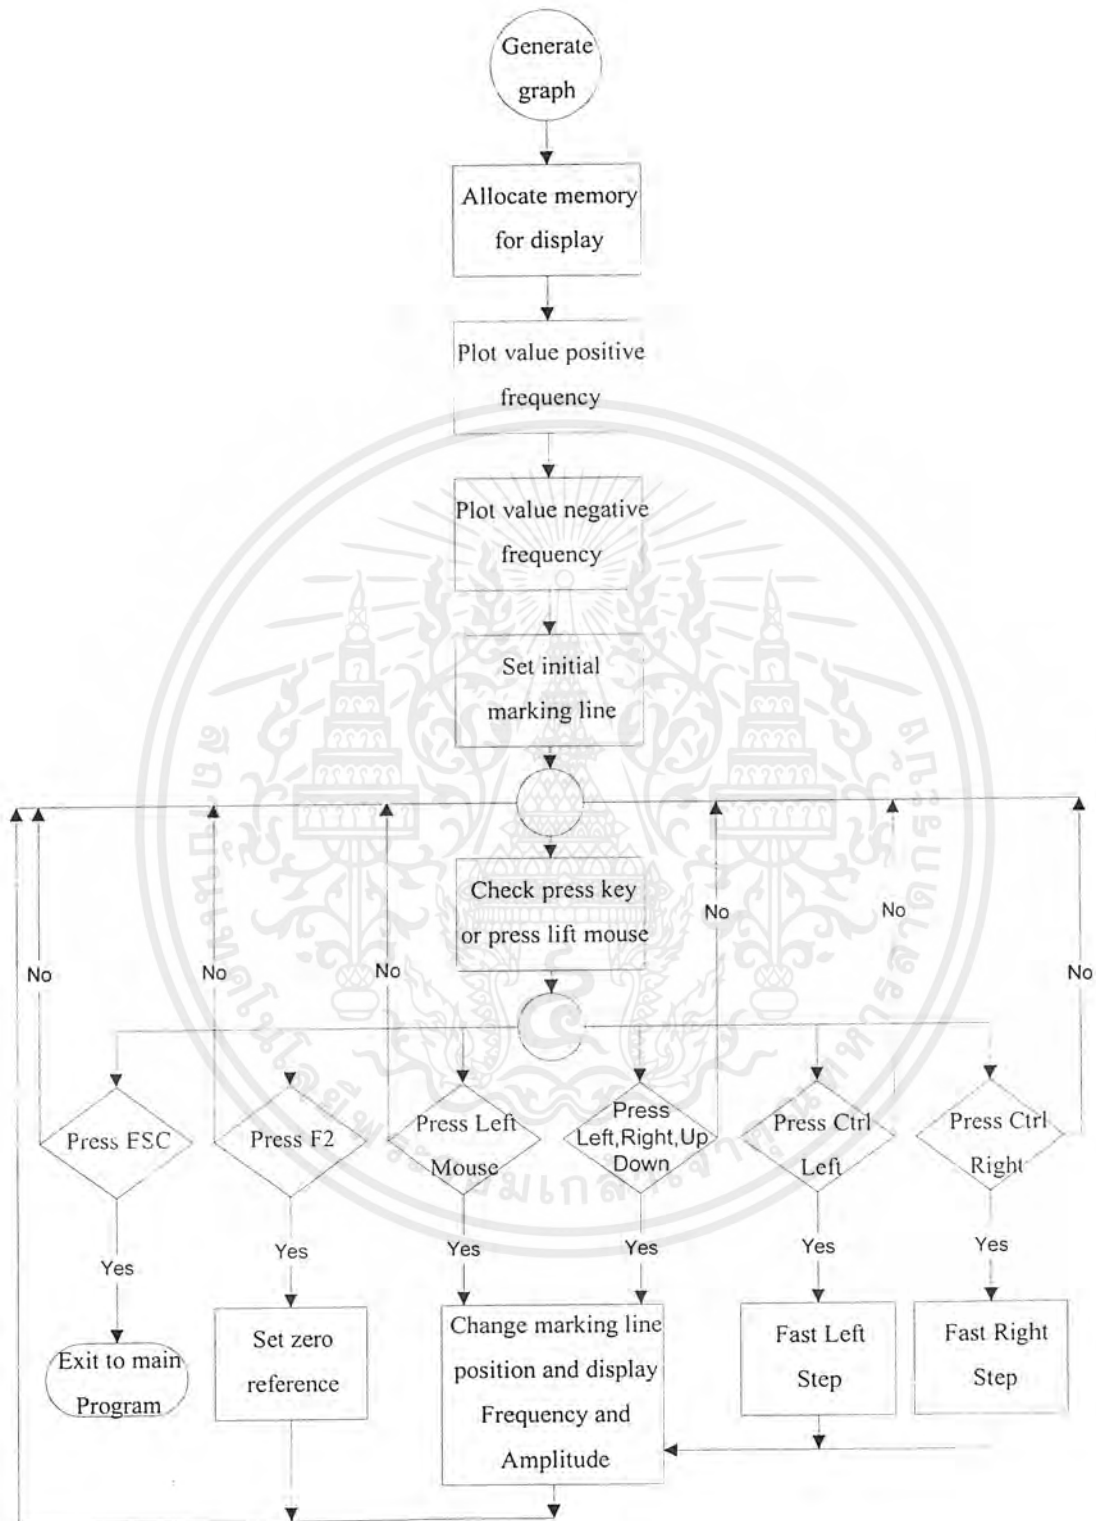 Generate
graph
Allocate memory
for display
Plot value positive
frequency
Plot value negative
frequency
Set initial
marking line
Check press key
or press lift mouse
No
No
No
No
No
No
Press FSC
Press F2
Press Left
Mouse
Press
Left,Right,Up
Down
Press Ctrl
Left
Press Ctrl
Right
Yes
Yes
Yes
Yes
Yes
Yes
Exit to main
Program
Set zero
reference
Change marking line
position and display
Frequency and
Amplitude
Fast Left
Step
Fast Right
Step